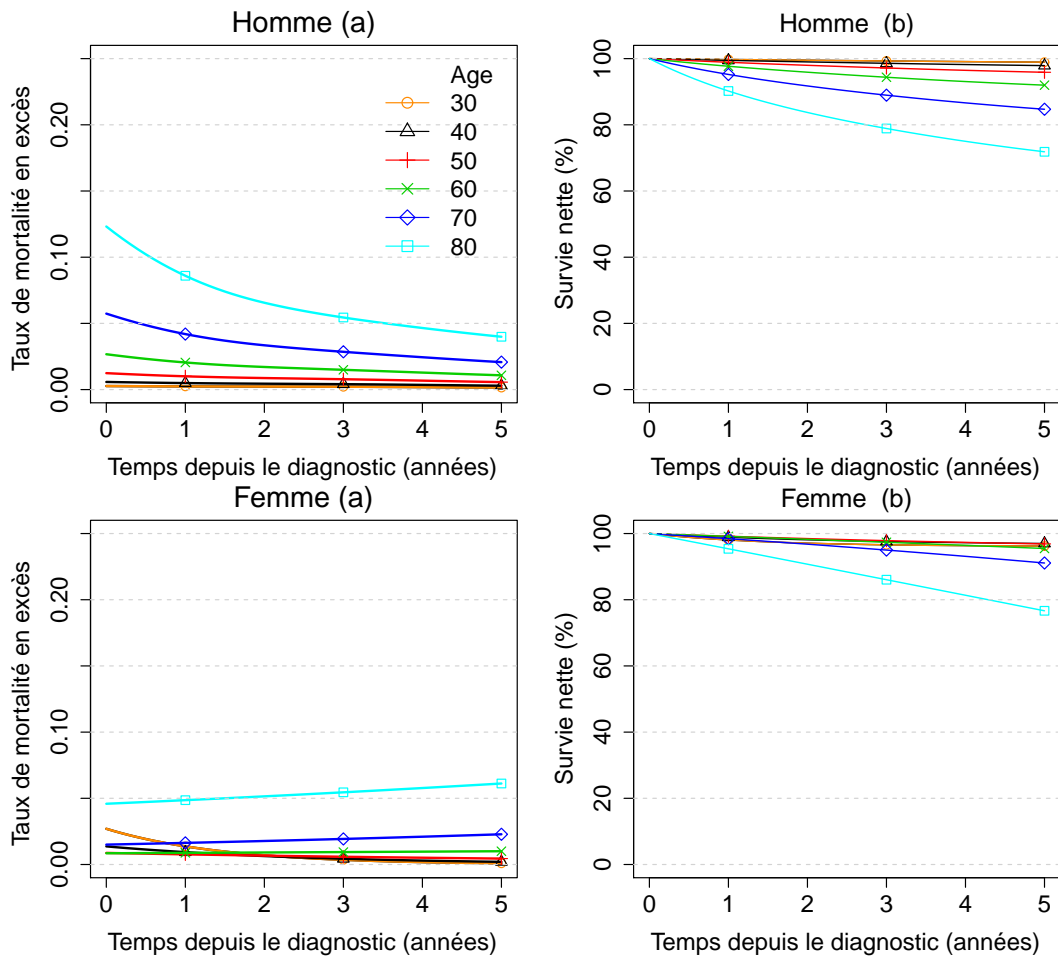 Homme (a)
Taux de mortalité en excès
0.00
0.10
0.20
Age
30
40
50
60
70
80
0 1 2 3 4 5
Temps depuis le diagnostic (années)
Homme (b)
Survie nette (%)
0
20
40
60
80
100
0 1 2 3 4 5
Temps depuis le diagnostic (années)
Femme (a)
Taux de mortalité en excès
0.00
0.10
0.20
0 1 2 3 4 5
Temps depuis le diagnostic (années)
Femme (b)
Survie nette (%)
0
20
40
60
80
100
0 1 2 3 4 5
Temps depuis le diagnostic (années)